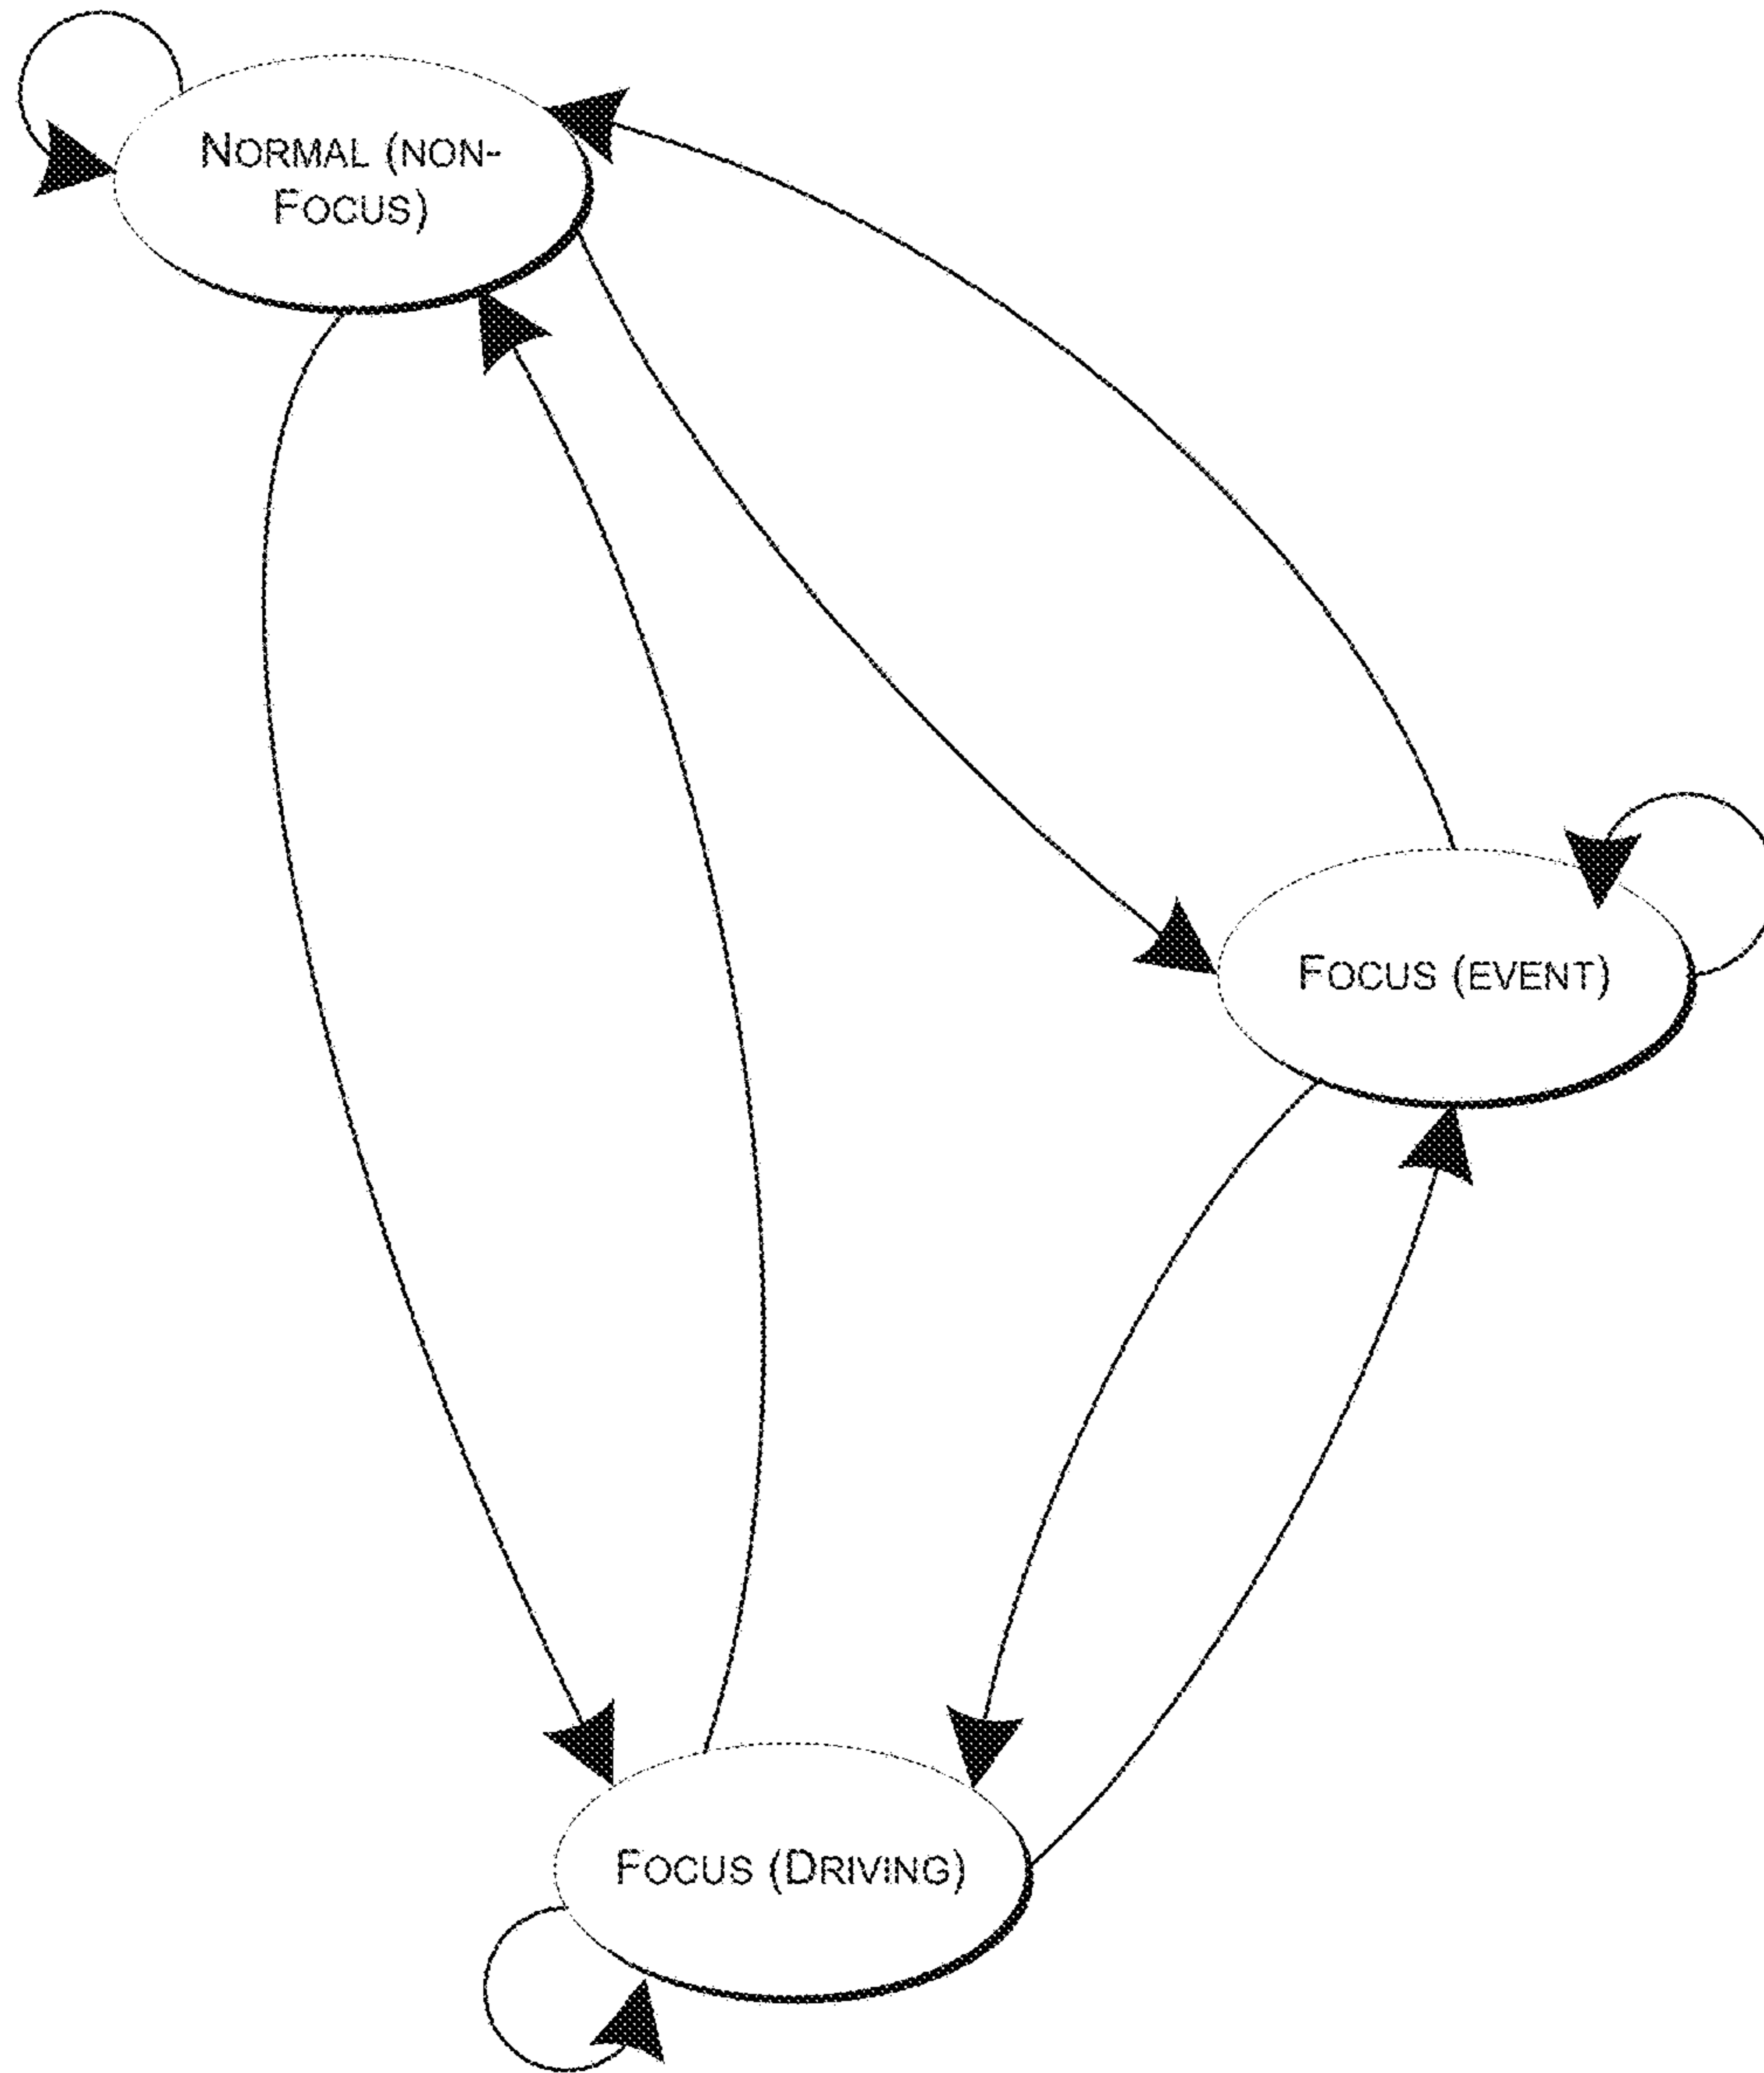 NORMAL (NON-
FOCUS)
FOCUS (EVENT)
FOCUS (DRIVING)